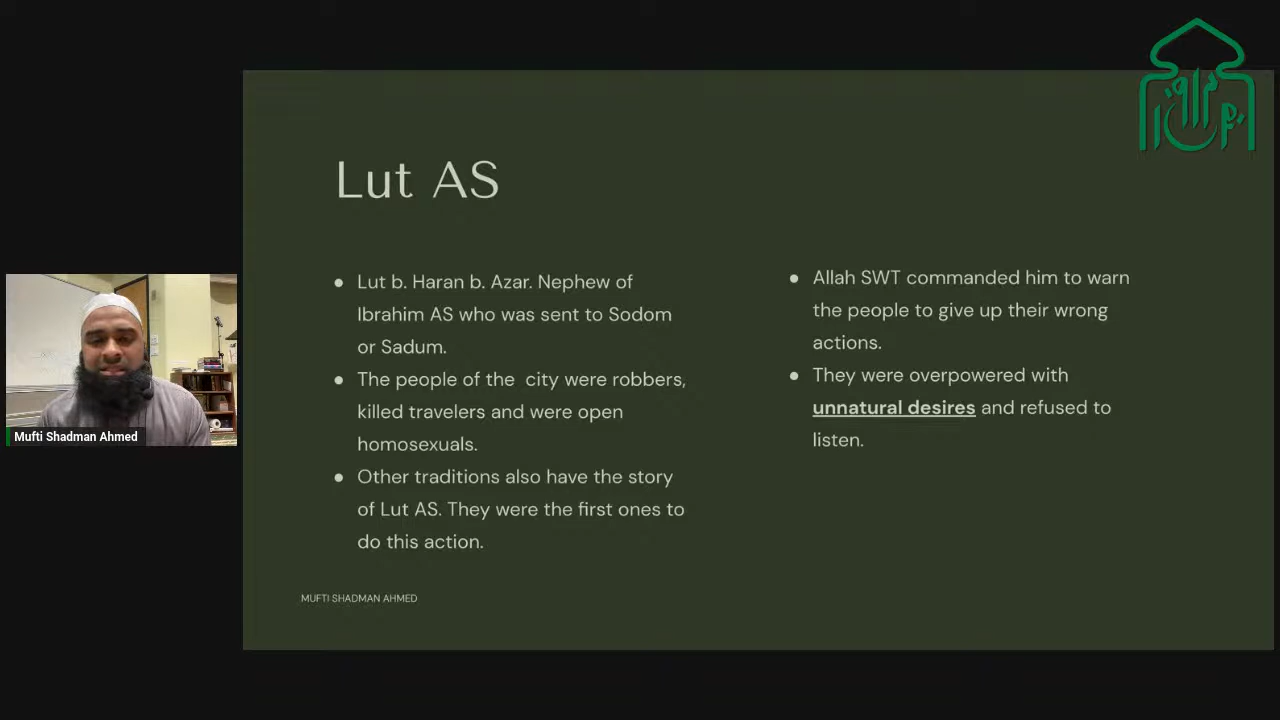 Lut AS
● Lut b. Haran b. Azar. Nephew of
Ibrahim AS who was sent to Sodom
or Sadum.
● The people of the  city were robbers,
killed travelers and were open
homosexuals.
● Other traditions also have the story
of Lut AS. They were the first ones to
do this action.
● Allah SWT commanded him to warn
the people to give up their wrong
actions.
● They were overpowered with
unnatural desires and refused to
listen.
MUFTI SHADMAN AHMED
Mufti Shadman Ahmed